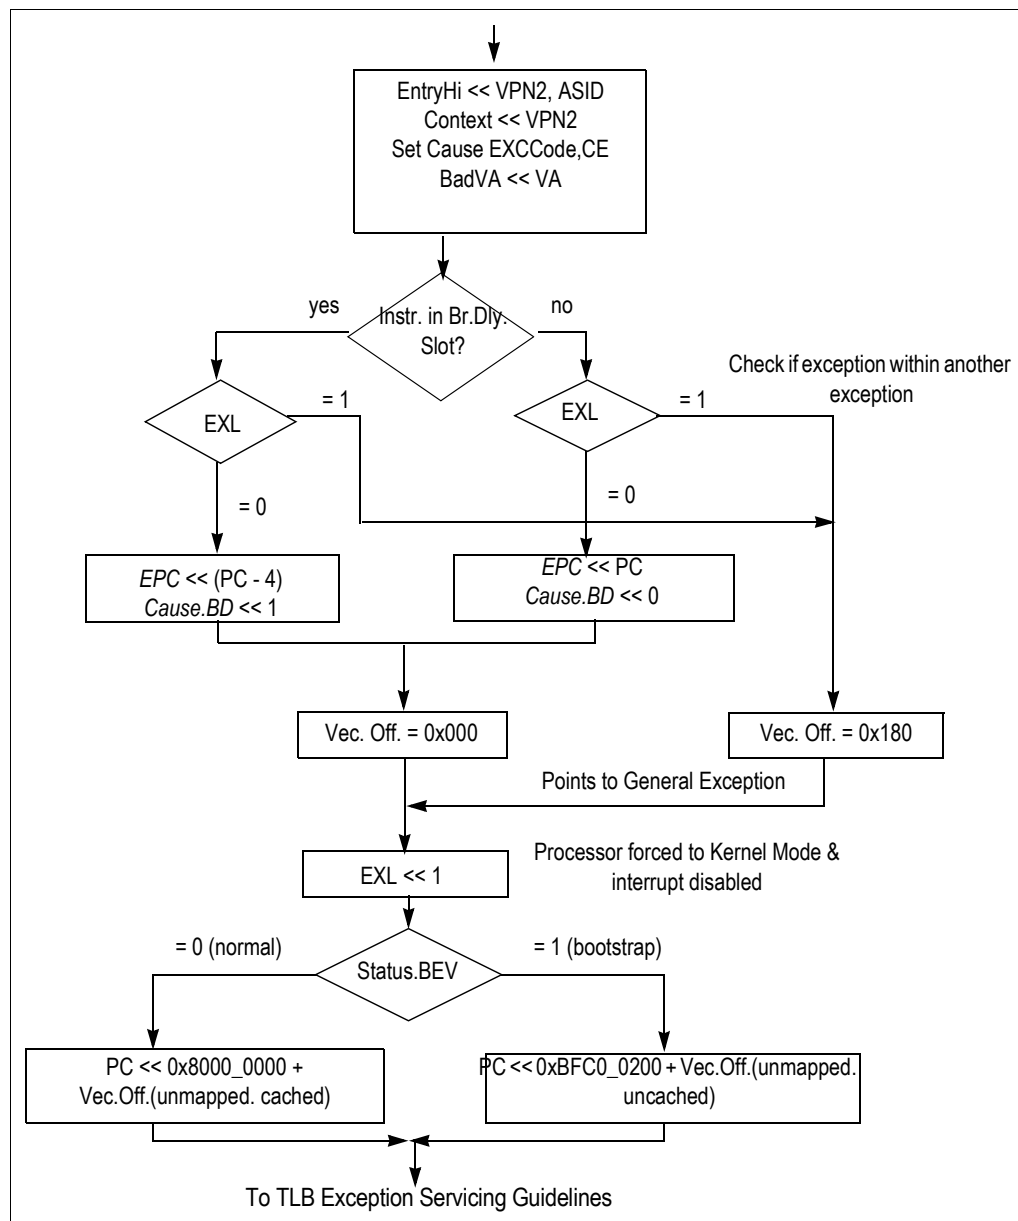 EntryHi << VPN2, ASID
Context << VPN2
Set Cause EXCCode,CE
BadVA << VA
yes
no
Instr. in Br.Dly.
Slot?
Check if exception within another
exception
EXL
= 1
EXL
= 1
= 0
= 0
EPC << (PC - 4)
Cause.BD << 1
EPC << PC
Cause.BD << 0
Vec. Off. = 0x000
Vec. Off. = 0x180
Points to General Exception
EXL << 1
Processor forced to Kernel Mode &
interrupt disabled
= 0 (normal)
= 1 (bootstrap)
Status.BEV
PC << 0x8000_0000 +
Vec.Off.(unmapped. cached)
PC << 0xBFC0_0200 + Vec.Off.(unmapped.
uncached)
To TLB Exception Servicing Guidelines